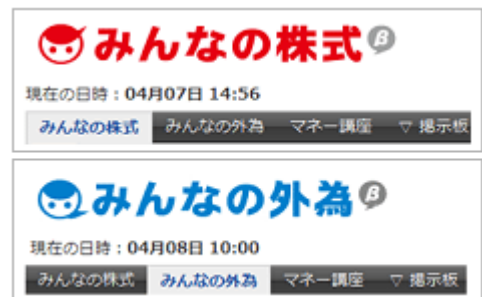 みんなの株式 β
現在の日時：04月07日 14:56
みんなの株式 みんなの外為 マネー講座 ▽ 掲示板
みんなの外為 β
現在の日時：04月08日 10:00
みんなの株式 みんなの外為 マネー講座 ▽ 掲示板